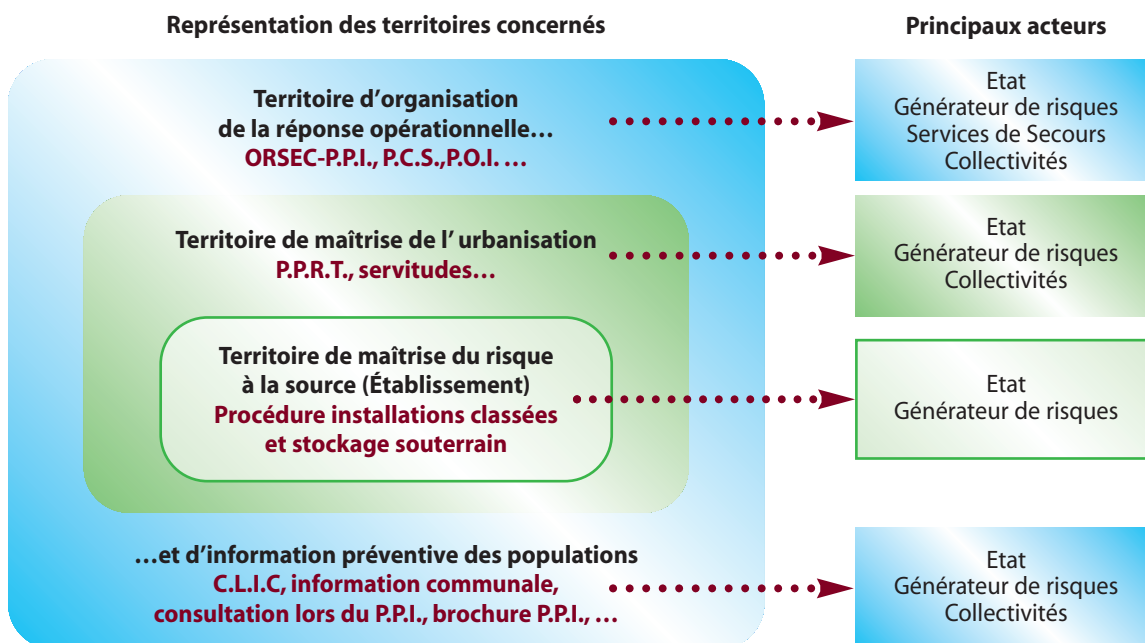 Représentation des territoires concernés
Principaux acteurs
Territoire d'organisation
de la réponse opérationnelle…
ORSEC-P.P.I., P.C.S.,P.O.I. …
Etat
Générateur de risques
Services de Secours
Collectivités
Territoire de maîtrise de l' urbanisation
P.P.R.T., servitudes…
Etat
Générateur de risques
Collectivités
Territoire de maîtrise du risque
à la source (Établissement)
Procédure installations classées
et stockage souterrain
Etat
Générateur de risques
…et d'information préventive des populations
C.L.I.C, information communale,
consultation lors du P.P.I., brochure P.P.I., …
Etat
Générateur de risques
Collectivités